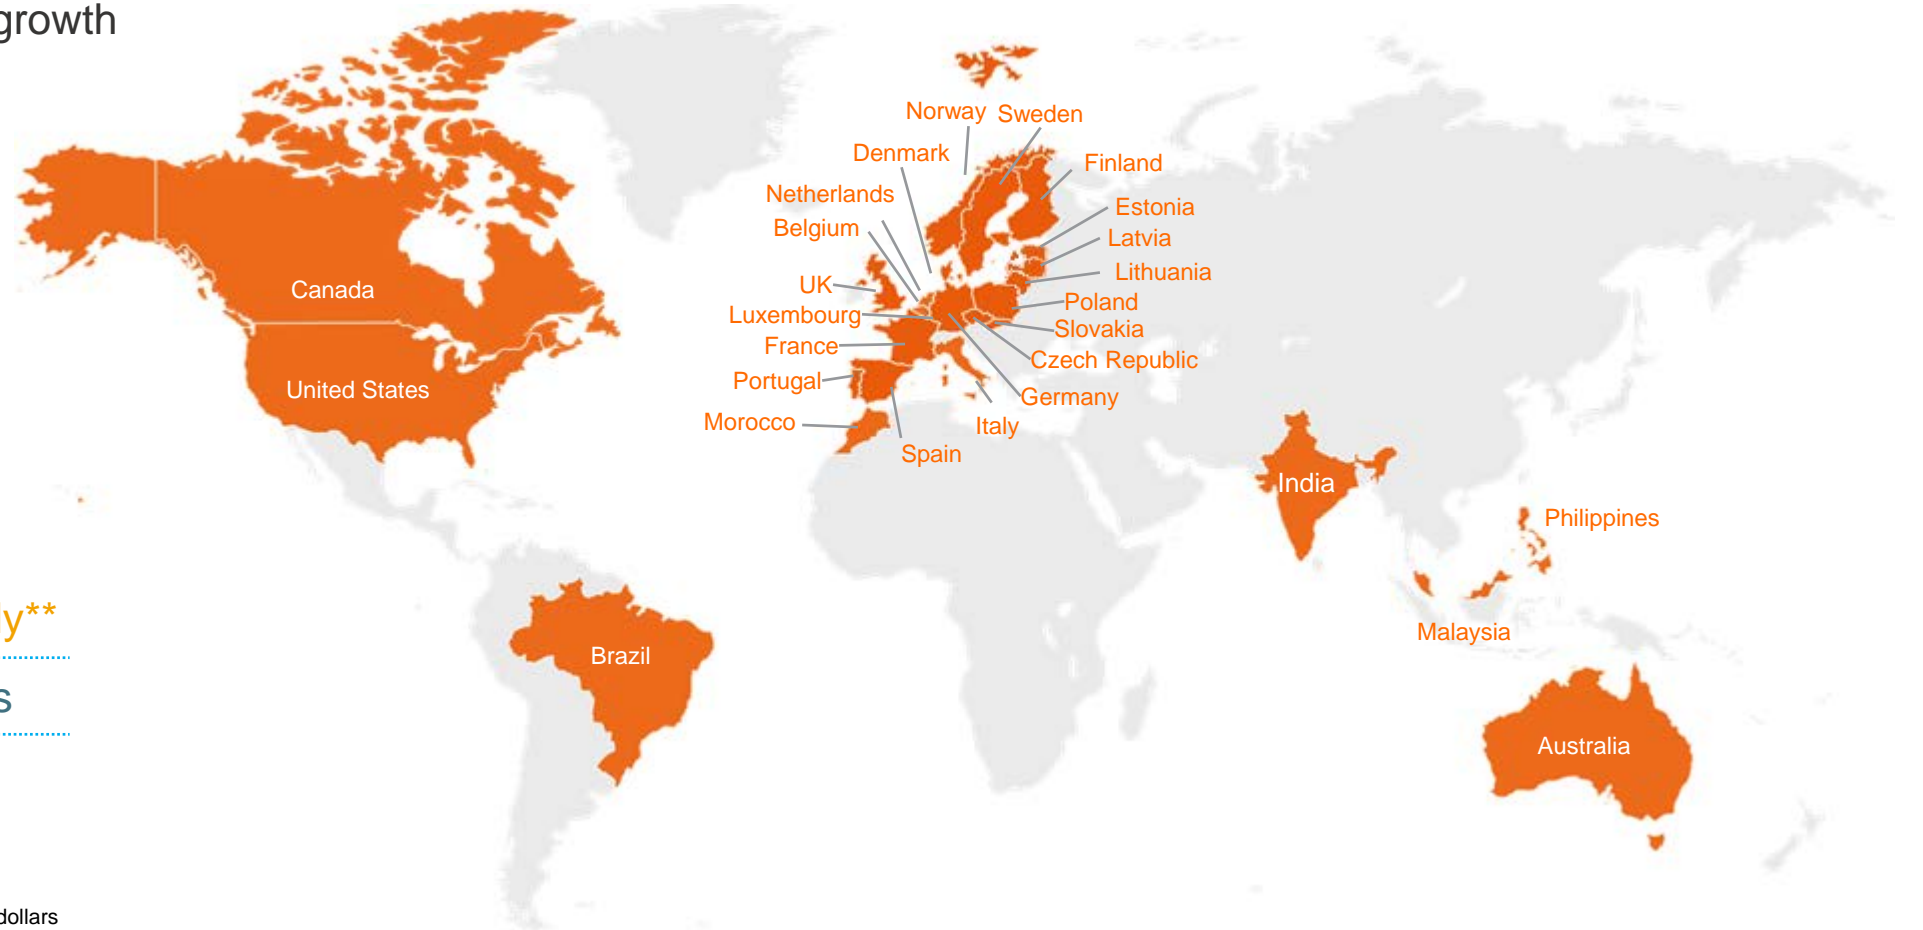 growth
Norway
Sweden
Denmark
Finland
Netherlands
Estonia
Belgium
Latvia
Lithuania
UK
Canada
Poland
Luxembourg
Slovakia
France
Czech Republic
Portugal
United States
Germany
Morocco
Italy
Spain
India
Philippines
y**
Malaysia
Brazil
s
Australia
dollars